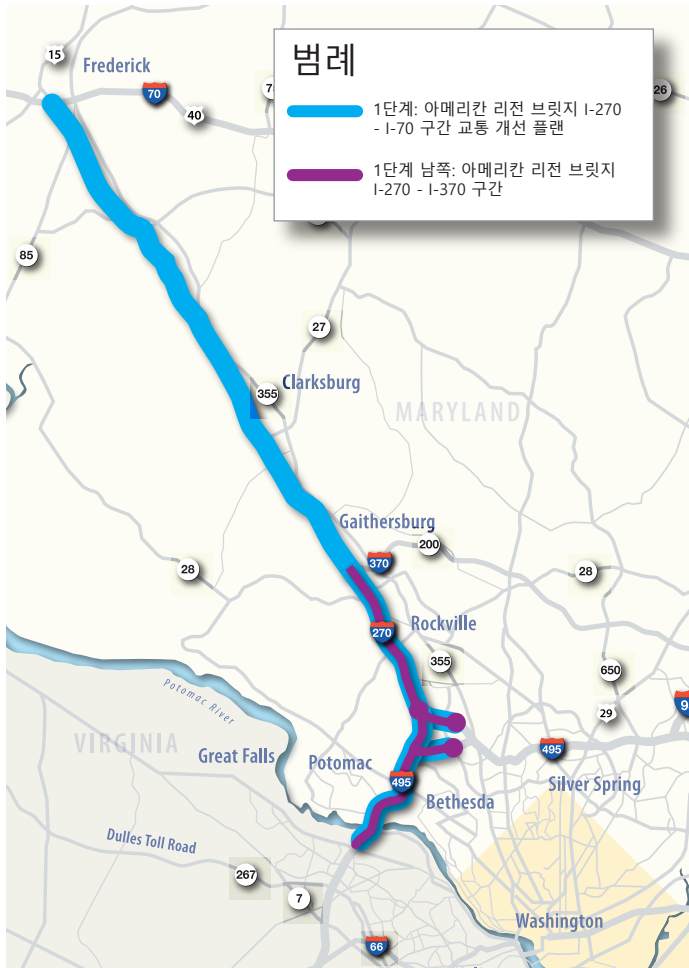 범례
1단계: 아메리칸 리전 브릿지 I-270
- I-70 구간 교통 개선 플랜
1단계 남쪽: 아메리칸 리전 브릿지
I-270 - I-370 구간
15
Frederick
70
40
26
85
27
355
Clarksburg
MARYLAND
Gaithersburg
200
370
28
28
270
Rockville
355
650
29
Potomac River
VIRGINIA
Great Falls
Potomac
495
495
Silver Spring
Bethesda
Dulles Toll Road
267
7
66
Washington